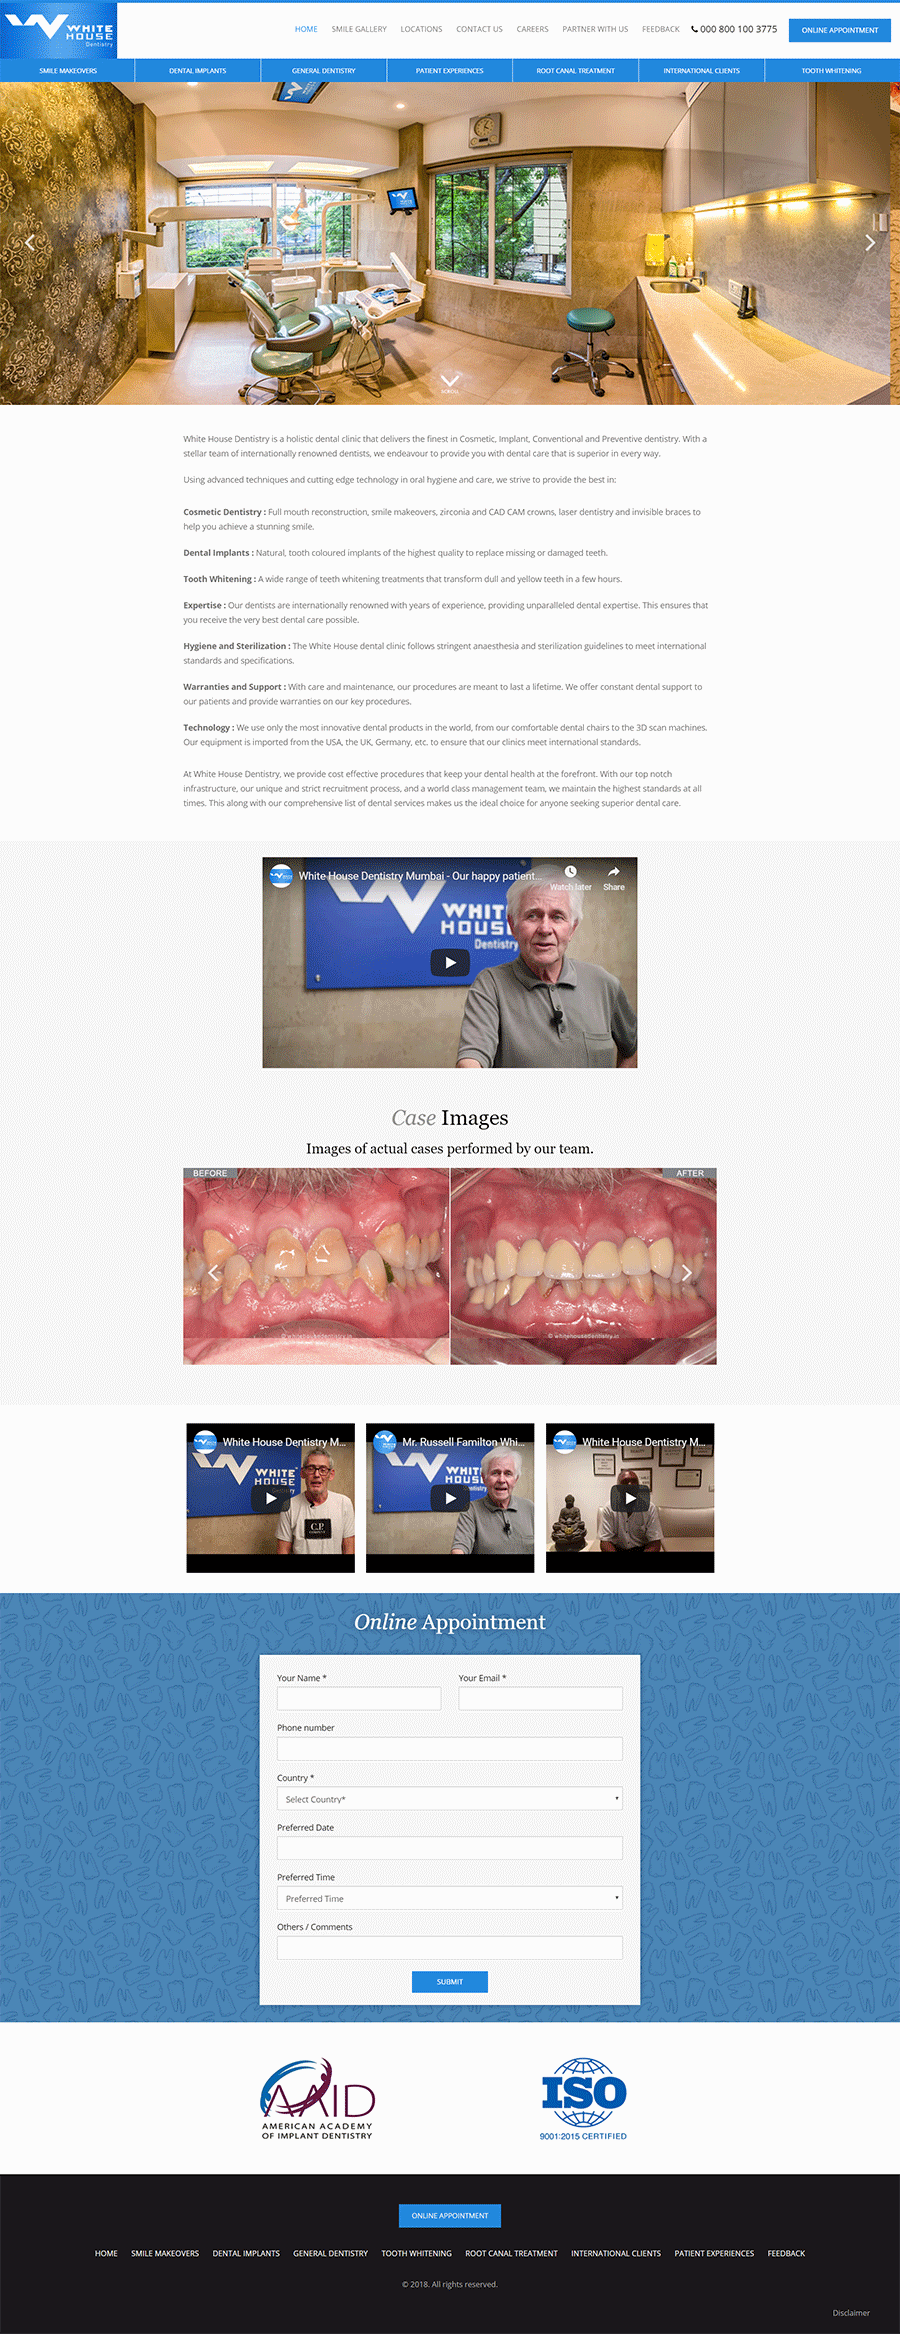 WHITE
HOUSE
Dentistry
HOME SMILE GALLERY LOCATIONS CONTACT US CAREERS PARTNER WITH US FEEDBACK 000 800 100 3775 ONLINE APPOINTMENT
SMILE MAKEOVERS DENTAL IMPLANTS GENERAL DENTISTRY PATIENT EXPERIENCES ROOT CANAL TREATMENT INTERNATIONAL CLIENTS TOOTH WHITENING
SCROLL
White House Dentistry is a holistic dental clinic that delivers the finest in Cosmetic, Implant, Conventional and Preventive dentistry. With a
stellar team of internationally renowned dentists, we endeavour to provide you with dental care that is superior in every way.
Using advanced techniques and cutting edge technology in oral hygiene and care, we strive to provide the best in:
Cosmetic Dentistry : Full mouth reconstruction, smile makeovers, zirconia and CAD CAM crowns, laser dentistry and invisible braces to
help you achieve a stunning smile.
Dental Implants : Natural, tooth coloured implants of the highest quality to replace missing or damaged teeth.
Tooth Whitening : A wide range of teeth whitening treatments that transform dull and yellow teeth in a few hours.
Expertise : Our dentists are internationally renowned with years of experience, providing unparalleled dental expertise. This ensures that
you receive the very best dental care possible.
Hygiene and Sterilization : The White House dental clinic follows stringent anaesthesia and sterilization guidelines to meet international
standards and specifications.
Warranties and Support : With care and maintenance, our procedures are meant to last a lifetime. We offer constant dental support to
our patients and provide warranties on our key procedures.
Technology : We use only the most innovative dental products in the world, from our comfortable dental chairs to the 3D scan machines.
Our equipment is imported from the USA, the UK, Germany, etc. to ensure that our clinics meet international standards.
At White House Dentistry, we provide cost effective procedures that keep your dental health at the forefront. With our top notch
infrastructure, our unique and strict recruitment process, and a world class management team, we maintain the highest standards at all
times. This along with our comprehensive list of dental services makes us the ideal choice for anyone seeking superior dental care.
White House Dentistry Mumbai - Our happy patient...
Watch later Share
WHITE
HOUSE
Dentistry
Case Images
Images of actual cases performed by our team.
BEFORE AFTER
© whitehousedentistry.in © whitehousedentistry.in
White House Dentistry M... Mr. Russell Familton Whi... White House Dentistry M...
WHITE
HOUSE
Dentistry
C.P.
COMPANY
WHITE
HOUSE
Dentistry
Online Appointment
Your Name * Your Email *
Phone number
Country *
Select Country*
Preferred Date
Preferred Time
Preferred Time
Others / Comments
SUBMIT
AAID
AMERICAN ACADEMY
OF IMPLANT DENTISTRY
ISO
9001:2015 CERTIFIED
ONLINE APPOINTMENT
HOME SMILE MAKEOVERS DENTAL IMPLANTS GENERAL DENTISTRY TOOTH WHITENING ROOT CANAL TREATMENT INTERNATIONAL CLIENTS PATIENT EXPERIENCES FEEDBACK
© 2018. All rights reserved.
Disclaimer